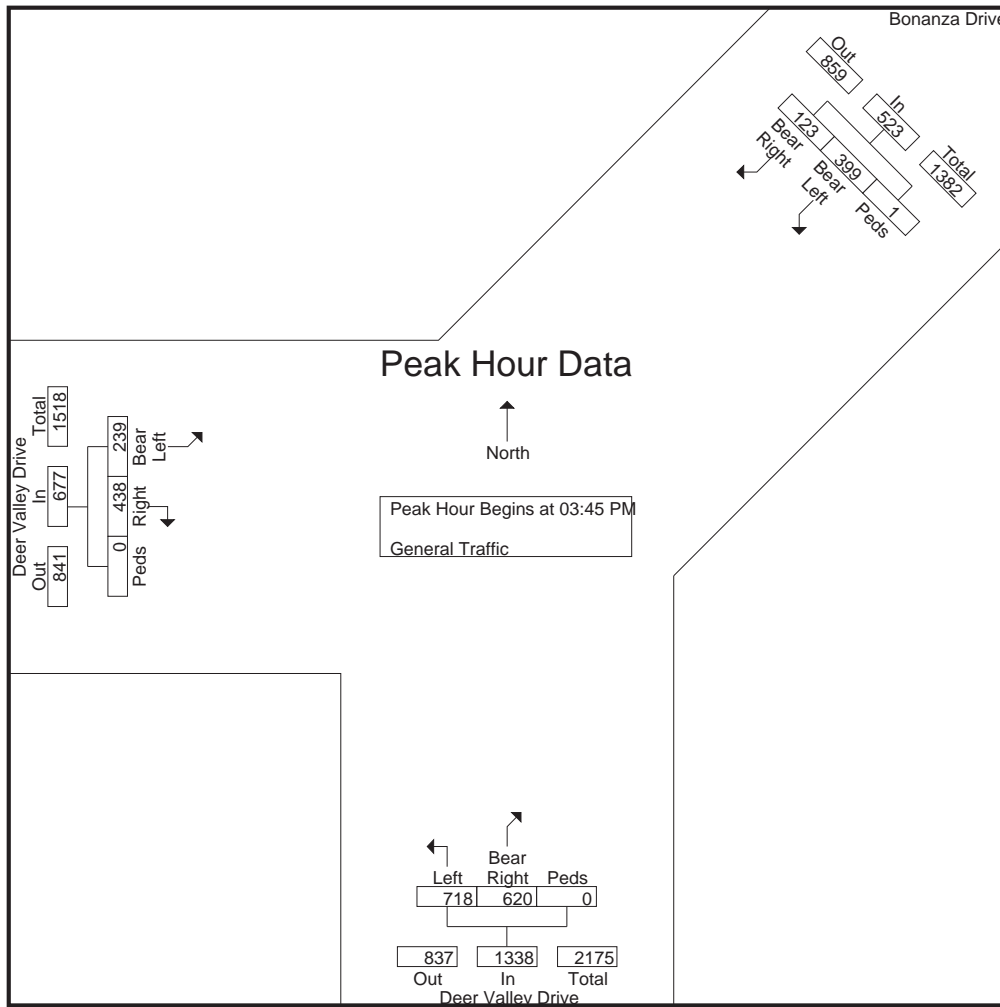 Bonanza Drive
Out
859
In
523
Total
1382
123
399
1
Bear
Right
Bear
Left
Peds
Peak Hour Data
North
Peak Hour Begins at 03:45 PM
General Traffic
Deer Valley Drive
Total
1518
In
677
Out
841
239
438
0
Bear
Left
Right
Peds
Left
Bear
Right
Peds
718
620
0
837
1338
2175
Out
In
Total
Deer Valley Drive